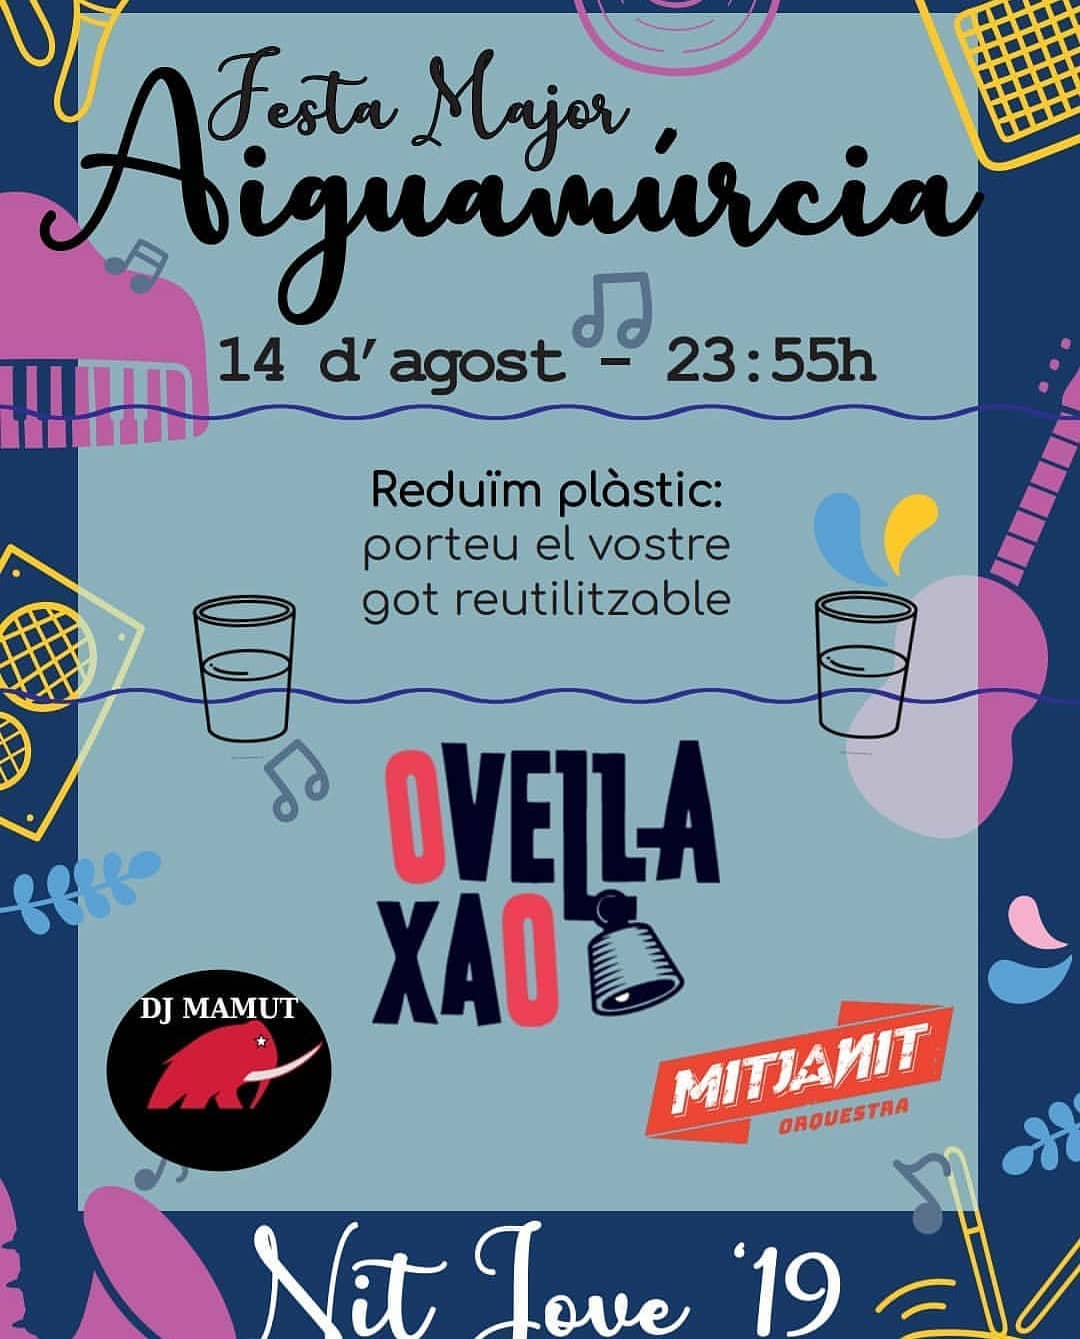 Festa Major
Aiguamúrcia
14 d'agost - 23:55h
Reduïm plàstic:
porteu el vostre
got reutilitzable
OVELLA
XAO
DJ MAMUT
MITJANIT
ORQUESTRA
Nit Jove '19